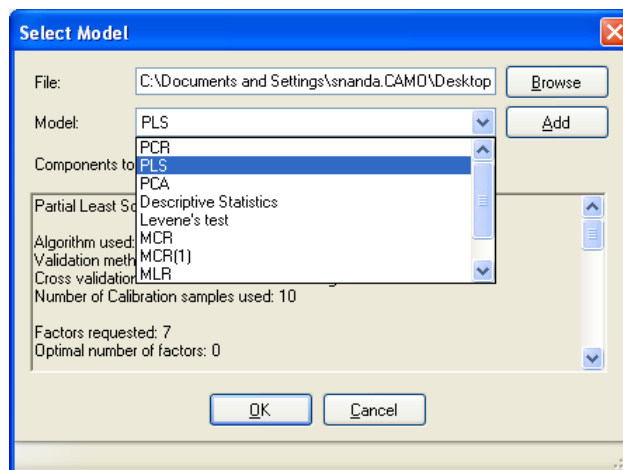 Select Model
File: C:\Documents and Settings\snanda.CAMO\Desktop Browse
Model: PLS Add
PCR
Components to PLS
PCA
Partial Least Sq Descriptive Statistics
Levene's test
Algorithm used: MCR
Validation meth MCR(1)
Cross validation MLR
Number of Calibration samples used: 10
Factors requested: 7
Optimal number of factors: 0
OK Cancel